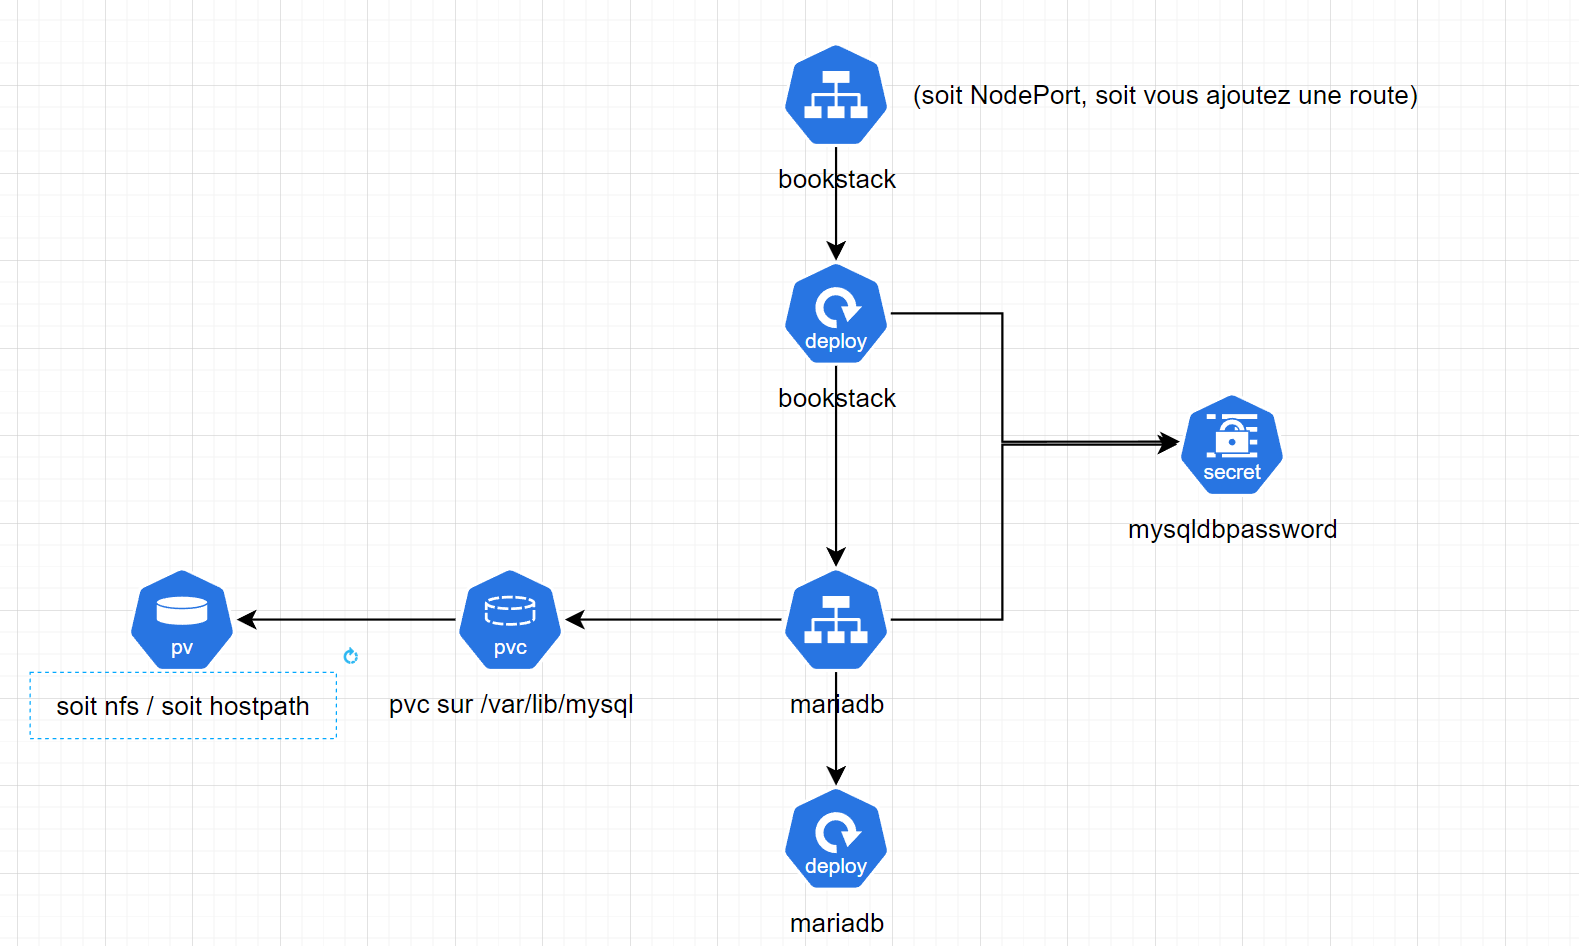 (soit NodePort, soit vous ajoutez une route)
bookstack
deploy
bookstack
secret
mysqldbpassword
pv
pvc
soit nfs / soit hostpath
pvc sur /var/lib/mysql
mariadb
deploy
mariadb